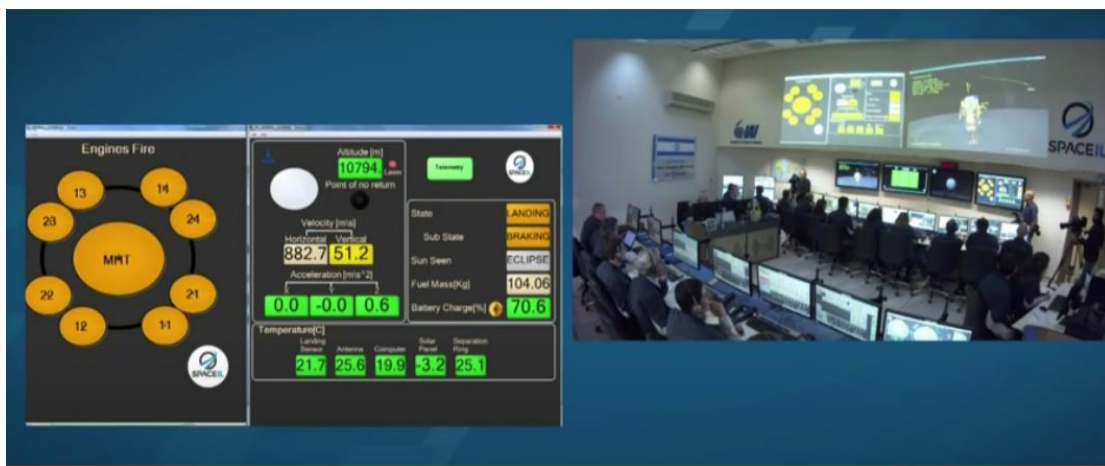 Engines Fire
13
14
23
24
MHT
22
21
12
11
SPACEIL
Altitude [m]
10794.
Laser
Point of no return
Velocity [m\s]
Horizontal Vertical
882.7 51.2
Acceleration [m\s^2]
0.0 -0.0 0.6
Telemetry
SPACEIL
State LANDING
Sub State BRAKING
Sun Seen ECLIPSE
Fuel Mass[Kg] 104.06
Battery Charge[%] 70.6
Temperature[C]
Landing Sensor Antenna Computer Solar Panel Separation Ring
21.7 25.6 19.9 -3.2 25.1
IAI
SPACEIL